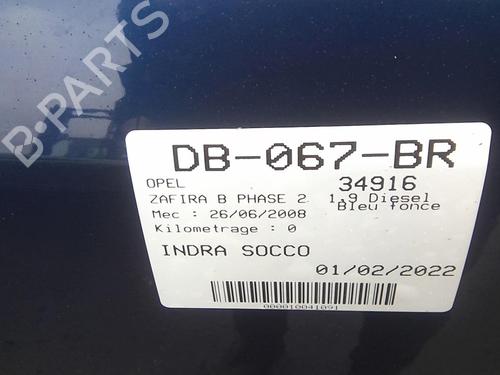 B-PARTS
DB-067-BR
OPEL 34916
ZAFIRA B PHASE 2 1.9 Diesel
Mec : 26/06/2008 Bleu fonce
Kilometrage : 0
INDRA SOCCO
01/02/2022
0000010041091